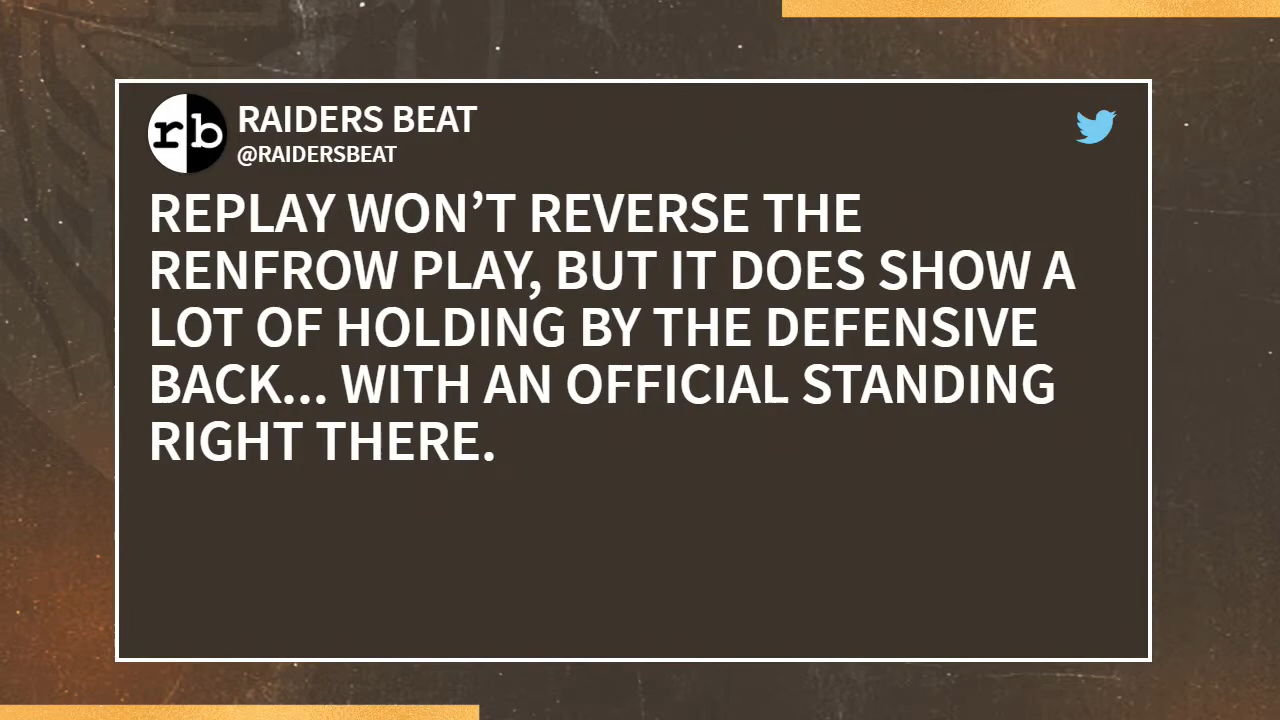 rb
RAIDERS BEAT
@RAIDERSBEAT
REPLAY WON’T REVERSE THE
RENFROW PLAY, BUT IT DOES SHOW A
LOT OF HOLDING BY THE DEFENSIVE
BACK... WITH AN OFFICIAL STANDING
RIGHT THERE.